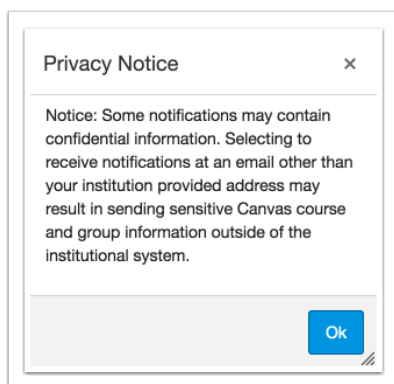 Privacy Notice ×
Notice: Some notifications may contain
confidential information. Selecting to
receive notifications at an email other than
your institution provided address may
result in sending sensitive Canvas course
and group information outside of the
institutional system.
Ok